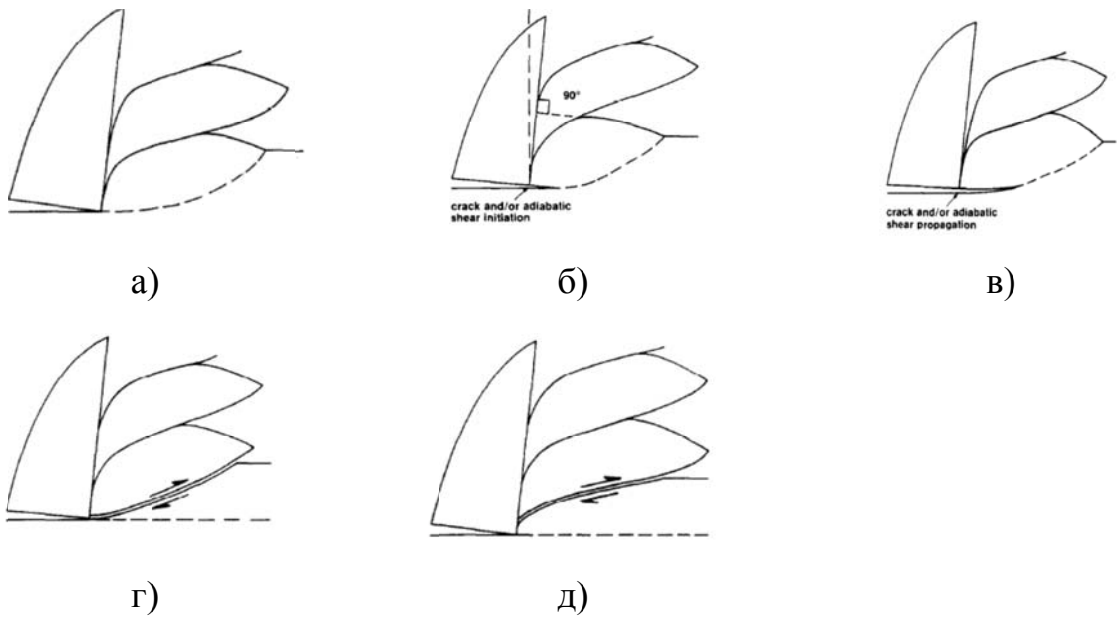 90°
crack and/or adiabatic
shear initiation
crack and/or adiabatic
shear propagation
а)
б)
в)
г)
д)